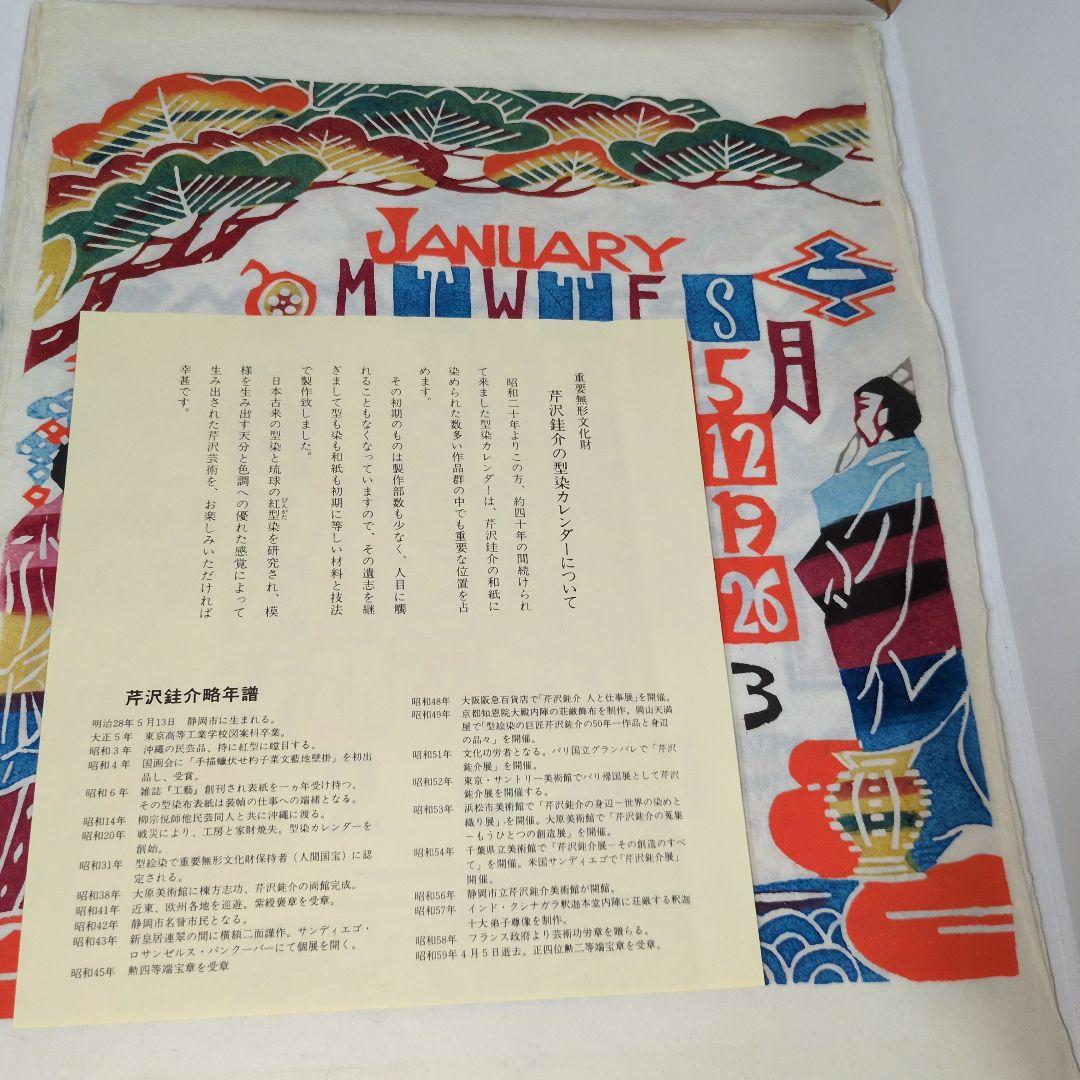 JANUARY
M T W T F S
月
5
12
26
3
重要無形文化財
芹沢銈介の型染カレンダーについて
昭和二十年よりこの方、約四十年の間続けられ
て来ました型染カレンダーは、芹沢銈介の和紙に
染められた数多い作品群の中でも重要な位置を占
めます。
その初期のものは製作部数も少なく、人目に觸
れることもなくなっていますので、その遺志を継
ぎまして型も染も和紙も初期に等しい材料と技法
で製作致しました。
日本古来の型染と琉球の紅型染を研究され、模
びんがた
様を生み出す天分と色調への優れた感覚によって
生み出された芹沢芸術を、お楽しみいただければ
幸甚です。
芹沢銈介略年譜
明治28年5月13日 静岡市に生まれる。
大正5年 東京高等工業学校図案科卒業。
昭和3年 沖縄の民芸品、持に紅型に瞠目する。
昭和4年 国画会に「手描蠟伏せ杓子菜文藍地壁掛」を初出
品し、受賞。
昭和6年 雑誌『工藝』創刊され表紙を一ヵ年受け持つ。
その型染布表紙は装幀の仕事への端緒となる。
昭和14年 柳宗悦師他民芸同人と共に沖縄に渡る。
昭和20年 戦災により、工房と家財焼失。型染カレンダーを
創始。
昭和31年 型絵染で重要無形文化財保持者（人間国宝）に認
定される。
昭和38年 大原美術館に棟方志功、芹沢銈介の両館完成。
昭和41年 近東、欧州各地を巡遊。紫綬褒章を受章。
昭和42年 静岡市名誉市民となる。
昭和43年 新皇居連翠の間に横額二面謹作。サンディエゴ・
ロサンゼルス・バンクーバーにて個展を開く。
昭和45年 勲四等瑞宝章を受章
昭和48年 大阪阪急百貨店で「芹沢銈介 人と仕事展」を開催。
昭和49年 京都知恩院大殿内陣の荘厳飾布を制作。岡山天満
屋で「型絵染の巨匠芹沢銈介の50年―作品と身辺
の品々」を開催。
昭和51年 文化功労者となる。パリ国立グランパレで「芹沢
銈介展」を開催。
昭和52年 東京・サントリー美術館でパリ帰国展として芹沢
銈介展を開催する。
昭和53年 浜松市美術館で「芹沢銈介の身辺－世界の染めと
織り展」を開催。大原美術館で「芹沢銈介の蒐集
－もうひとつの創造展」を開催。
昭和54年 千葉県立美術館で「芹沢銈介展－その創造のすべ
て」を開催。米国サンディエゴで「芹沢銈介展」
開催。
昭和56年 静岡市立芹沢銈介美術館が開館。
昭和57年 インド・クシナガラ釈迦本堂内陣に荘厳する釈迦
十大弟子尊像を制作。
昭和58年 フランス政府より芸術功労章を贈らる。
昭和59年4月5日逝去。正四位勲二等瑞宝章を受章。